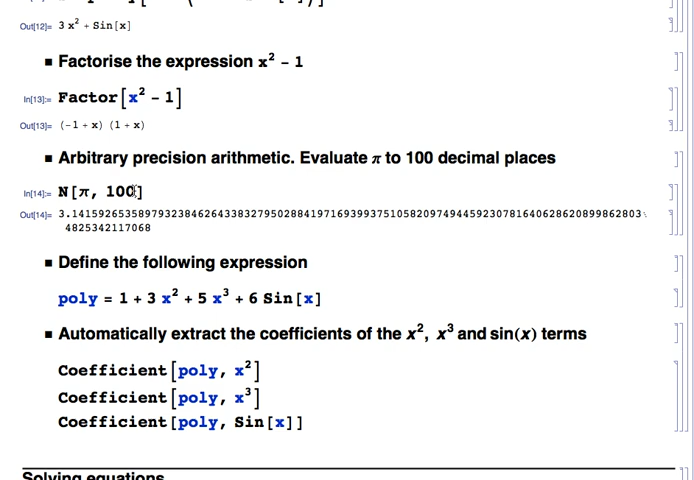 Out[12]= 3 x² + Sin[x]
■ Factorise the expression x² − 1
In[13]:= Factor[x² − 1]
Out[13]= (−1 + x) (1 + x)
■ Arbitrary precision arithmetic. Evaluate π to 100 decimal places
In[14]:= N[π, 100]
Out[14]= 3.14159265358979323846264338327950288419716939937510582097494459230781640628620899862803⋱
4825342117068
■ Define the following expression
poly = 1 + 3 x² + 5 x³ + 6 Sin[x]
■ Automatically extract the coefficients of the x², x³ and sin(x) terms
Coefficient[poly, x²]
Coefficient[poly, x³]
Coefficient[poly, Sin[x]]
Solving equations